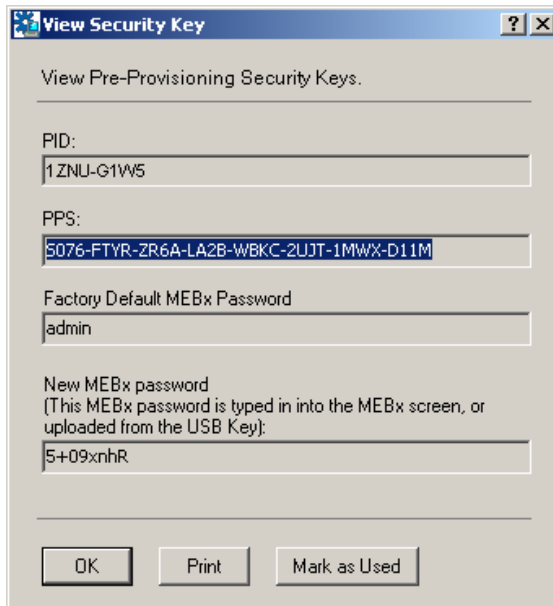 View Security Key
View Pre-Provisioning Security Keys.
PID:
1ZNU-G1W5
PPS:
S076-FTYR-ZR6A-LA2B-WBKC-2UJT-1MWX-D11M
Factory Default MEBx Password
admin
New MEBx password
(This MEBx password is typed in into the MEBx screen, or
uploaded from the USB Key):
5+09xnhR
OK Print Mark as Used